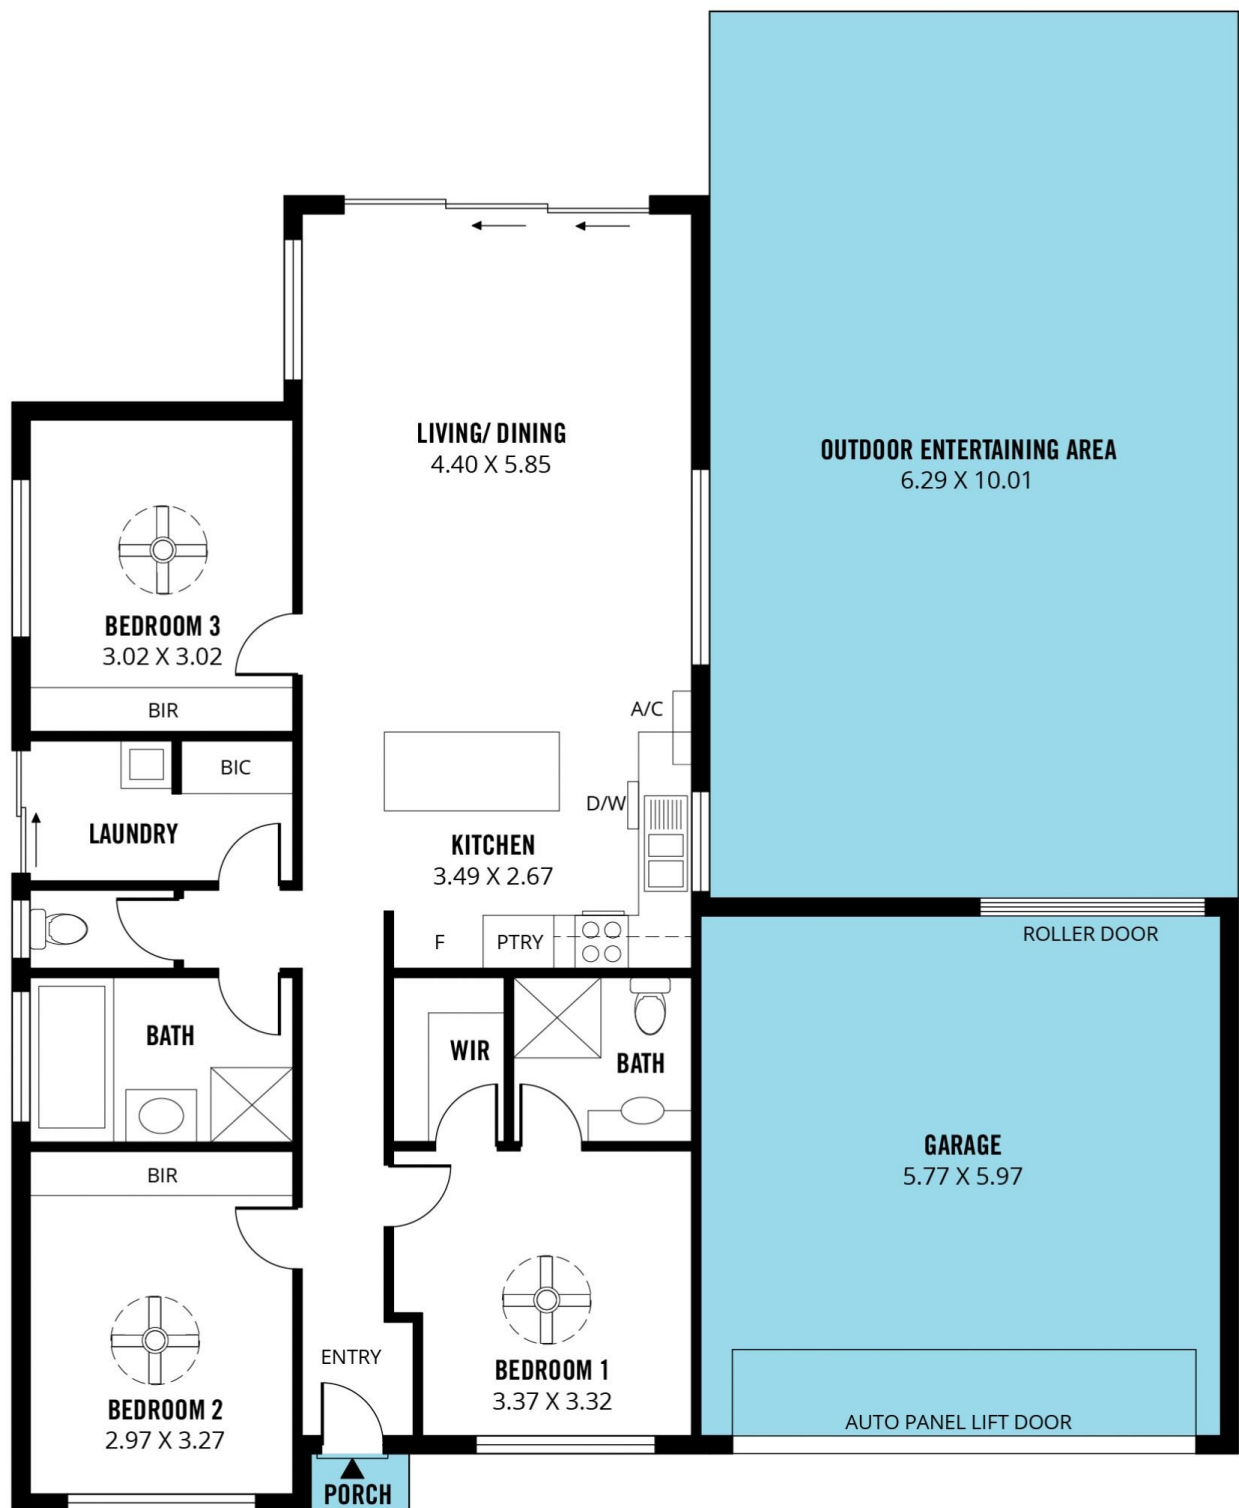 LIVING/ DINING
4.40 X 5.85
OUTDOOR ENTERTAINING AREA
6.29 X 10.01
BEDROOM 3
3.02 X 3.02
BIR
A/C
BIC
D/W
LAUNDRY
KITCHEN
3.49 X 2.67
F
PTRY
ROLLER DOOR
BATH
WIR
BATH
GARAGE
5.77 X 5.97
BIR
ENTRY
BEDROOM 1
3.37 X 3.32
BEDROOM 2
2.97 X 3.27
AUTO PANEL LIFT DOOR
PORCH